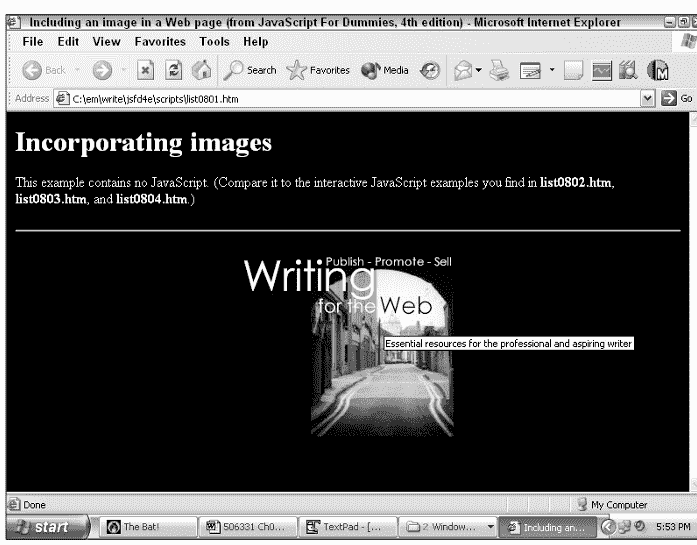 Including an image in a Web page (from JavaScript For Dummies, 4th edition) - Microsoft Internet Explorer
File Edit View Favorites Tools Help
Back Search Favorites Media
Address C:\em\write\jsfd4e\scripts\list0801.htm Go
Incorporating images
This example contains no JavaScript. (Compare it to the interactive JavaScript examples you find in list0802.htm,
list0803.htm, and list0804.htm.)
Publish - Promote - Sell
Writing
for the Web
Essential resources for the professional and aspiring writer
Done My Computer
start The Bat! 506331 Ch0... TextPad - [... 2 Window... Including an... 5:53 PM